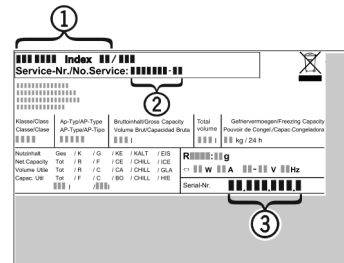 1
Index /
Service-Nr./No.Service: -
2
Klasse/Class
Classe/Clase
Ap-Typ/AP-Type
AP-Type/AP-Tipo
Bruttoinhalt/Gross Capacity
Volume Brut/Capacidad Bruta
l
Total
volume
l
Gefriervermoegen/Freezing Capacity
Pouvoir de Congel./Capac.Congeladora
kg / 24 h
Nutzinhalt Ges / K / G / KE / KALT / EIS
Net.Capacity Tot / R / F / CE / CHILL / ICE
Volume Utile Tot / R / C / CA / CHILL / GLA
Capac. Util Tot / F / C / BO / CHILL / HIE
l / l
R : g
W A - V Hz
Serial-Nr. . . .
3